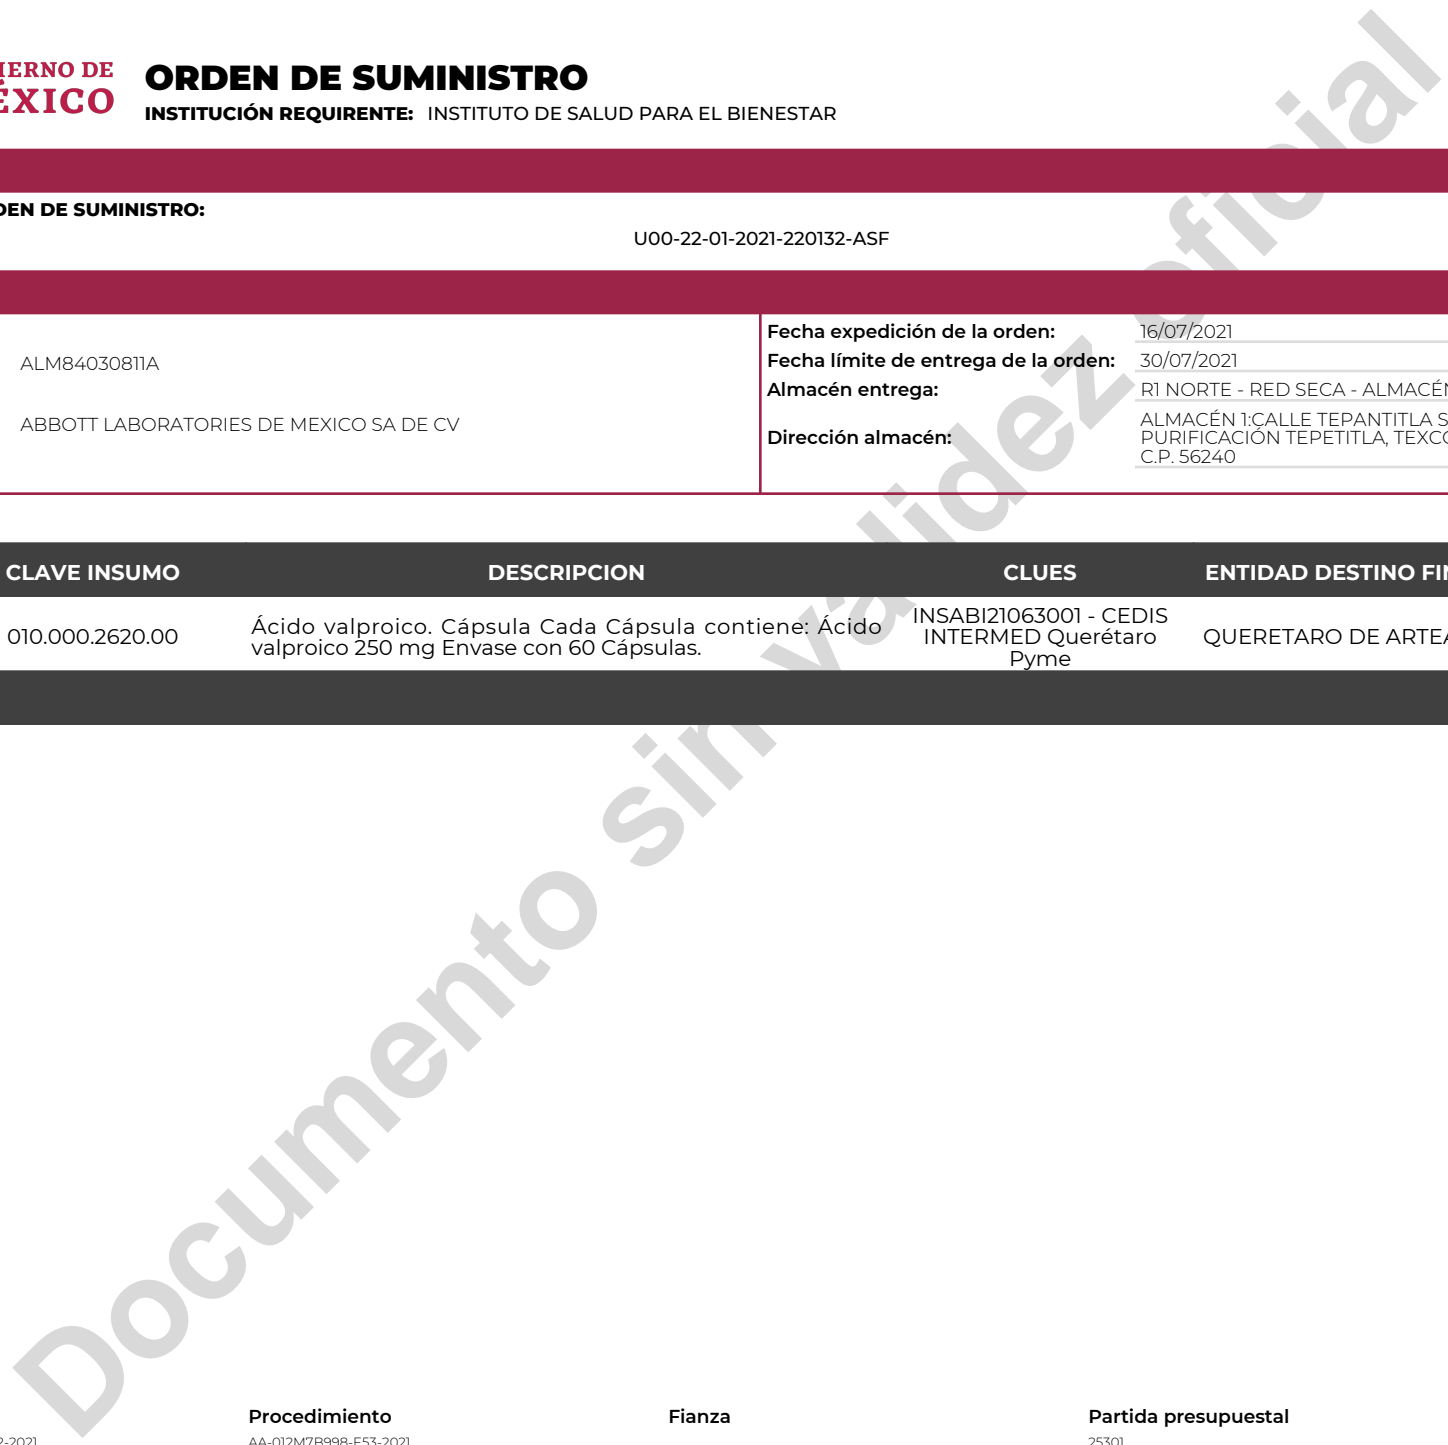 ORDEN DE SUMINISTRO
INSTITUCIÓN REQUIRENTE: INSTITUTO DE SALUD PARA EL BIENESTAR
DE
EXICO
DE SUMINISTRO:
U00-22-01-2021-220132-ASF
ALM84030811A
ABBOTT LABORATORIES DE MEXICO SA DE CV
Fecha expedición de la orden: 16/07/2021
Fecha límite de entrega de la orden: 30/07/2021
Almacén entrega: R1 NORTE - RED SECA - ALMACÉN
Dirección almacén:
ALMACÉN 1:CALLE TEPANTITLA S
PURIFICACIÓN TEPETITLA, TEXCO
C.P. 56240
CLAVE INSUMO DESCRIPCION CLUES ENTIDAD DESTINO FIN
010.000.2620.00
Ácido valproico. Cápsula Cada Cápsula contiene: Ácido
valproico 250 mg Envase con 60 Cápsulas.
INSABI21063001 - CEDIS
INTERMED Querétaro
Pyme
QUERETARO DE ARTEA
Documento sin validez oficial
Procedimiento Fianza Partida presupuestal
-2021 AA-012M7B998-E53-2021 25301